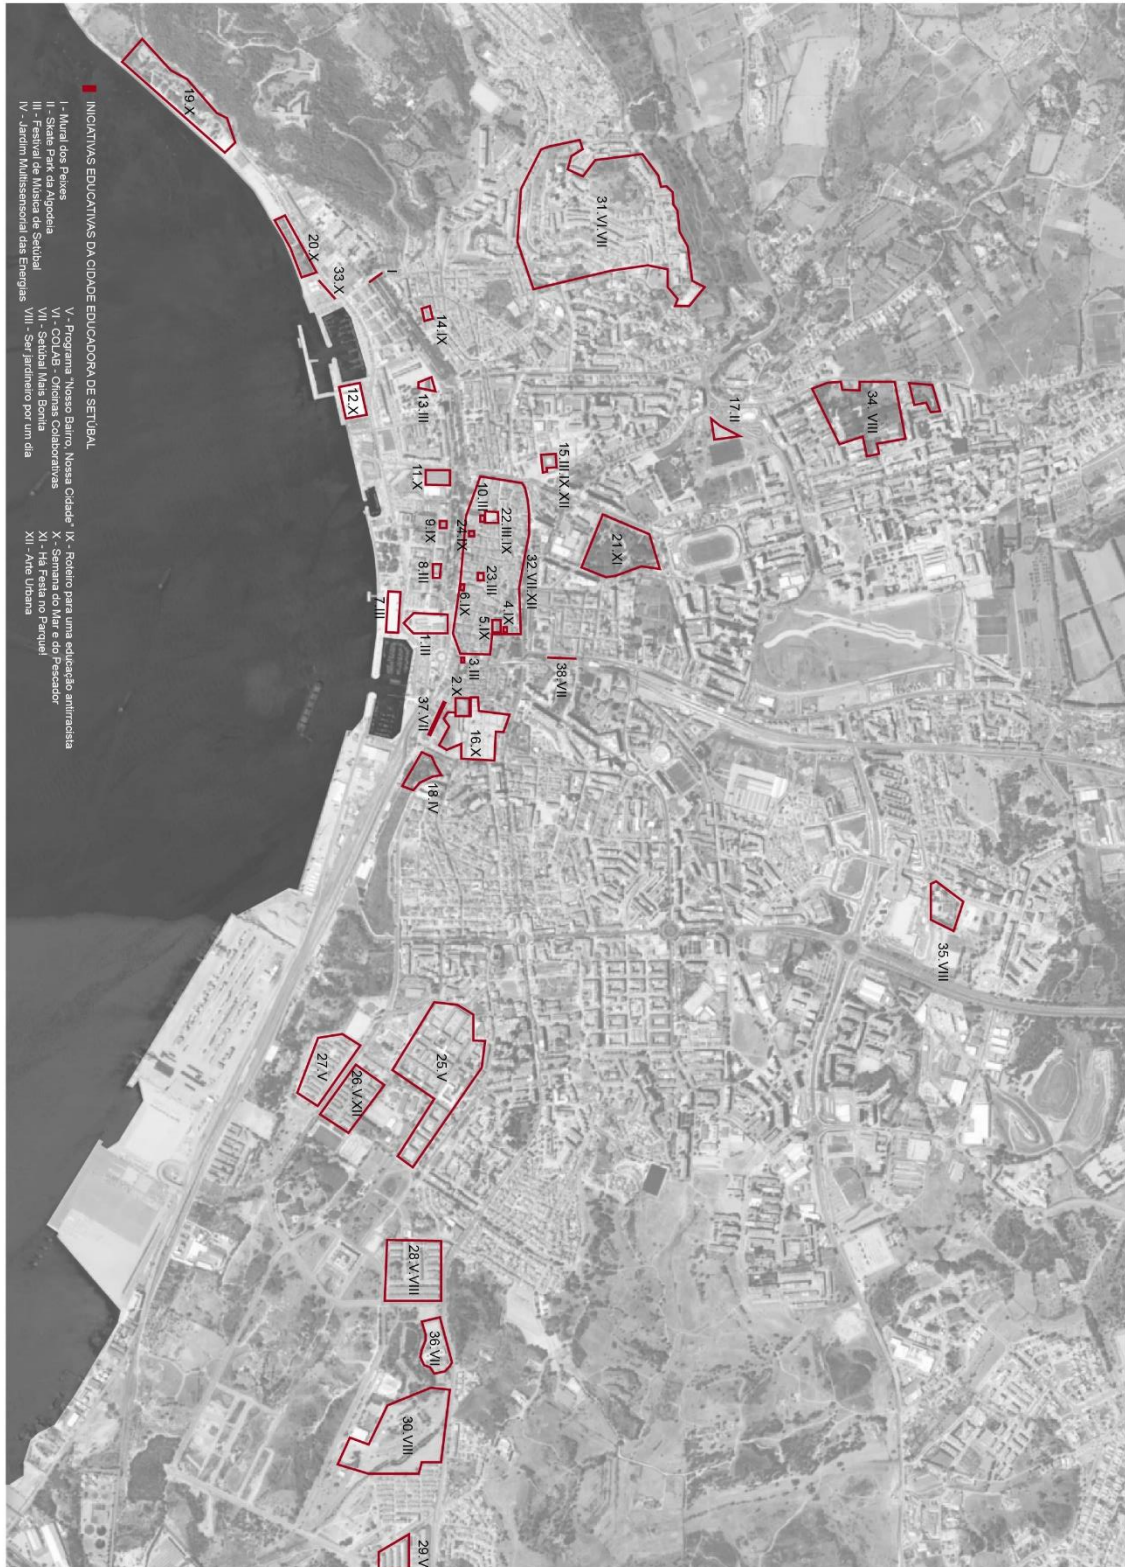 INICIATIVAS EDUCATIVAS DA CIDADE EDUCADORA DE SETÚBAL
I - Mural dos Peixes
II - Skate Park da Algodeia
III - Festival de Música de Setúbal
IV - Jardim Multissensorial das Energias
V - Programa "Nosso Bairro, Nossa Cidade"
VI - COLAB - Oficinas Colaborativas
VII - Setúbal Mais Bonita
VIII - Ser jardineiro por um dia
IX - Roteiro para uma educação antirracista
X - Semana do Mar e do Pescador
XI - Há Festa no Parque!
XII - Arte Urbana
19.X
20.X
33.X
I
14.IX
13.III
12.X
31.VI.VII
17.II
34. VIII
15.III.IX.XII
11.X
10.III
22.III.IX
24.IX
9.IX
8.III
23.III
6.IX
32.VII.XII
21.XI
4.IX
5.IX
7.III
1.III
3.III
38.VII
2.X
37.VII
16.X
18.IV
35.VIII
25.V
27.V
26.V.XII
28.V.VIII
36.VII
30.VIII
29.V